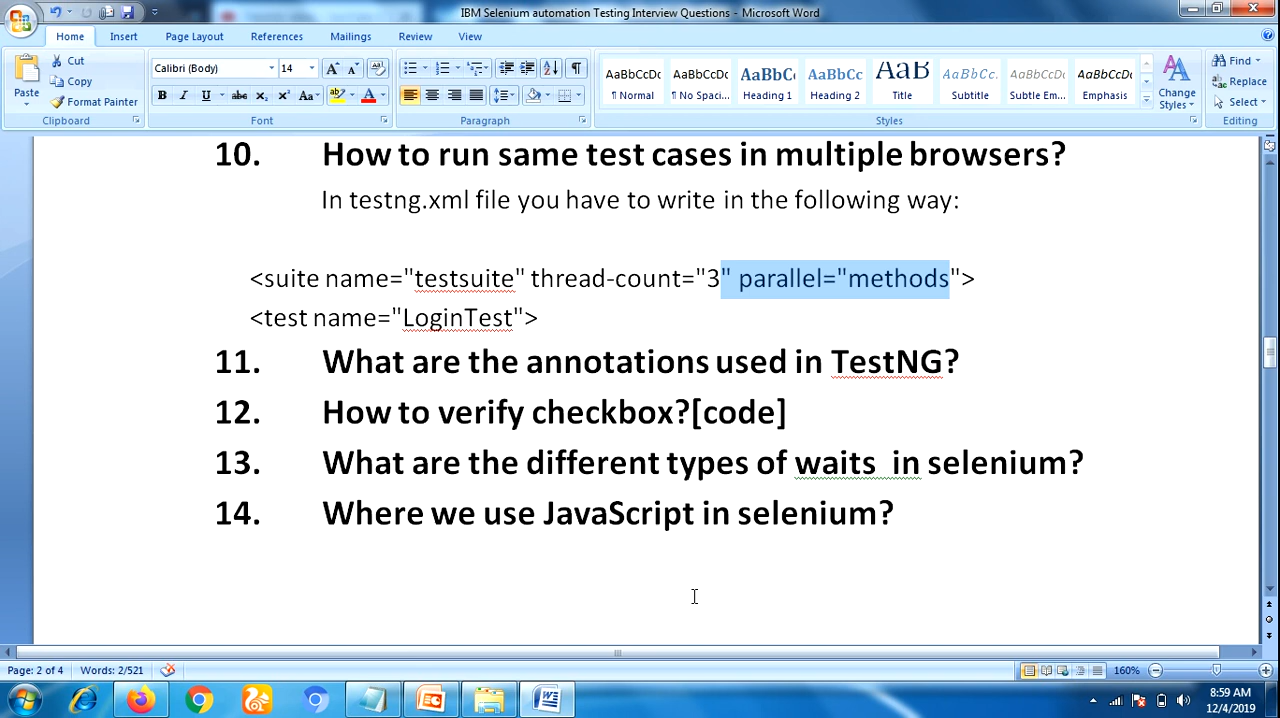 IBM Selenium automation Testing Interview Questions - Microsoft Word
Home Insert Page Layout References Mailings Review View
Paste
Cut
Copy
Format Painter
Clipboard
Calibri (Body) 14
Font
Paragraph
AaBbCcDc AaBbCcDc AaBbC AaBbCc AaB AaBbCc. AaBbCcDc AaBbCcDc
¶ Normal ¶ No Spaci... Heading 1 Heading 2 Title Subtitle Subtle Em... Emphasis
Change Styles
Styles
Find
Replace
Select
Editing
10. How to run same test cases in multiple browsers?
In testng.xml file you have to write in the following way:
<suite name="testsuite" thread-count="3" parallel="methods">
<test name="LoginTest">
11. What are the annotations used in TestNG?
12. How to verify checkbox?[code]
13. What are the different types of waits in selenium?
14. Where we use JavaScript in selenium?
Page: 2 of 4 Words: 2/521 160%
8:59 AM
12/4/2019